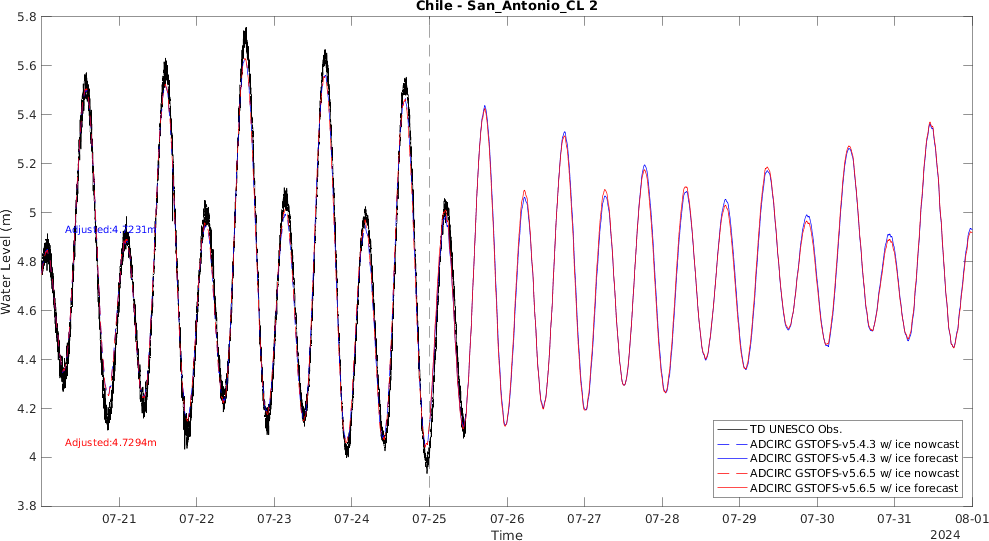 Chile - San_Antonio_CL 2
Water Level (m)
5.8
5.6
5.4
5.2
5
4.8
4.6
4.4
4.2
4
3.8
Adjusted:4.7294m
TD UNESCO Obs.
ADCIRC GSTOFS-v5.4.3 w/ ice nowcast
ADCIRC GSTOFS-v5.4.3 w/ ice forecast
ADCIRC GSTOFS-v5.6.5 w/ ice nowcast
ADCIRC GSTOFS-v5.6.5 w/ ice forecast
07-21 07-22 07-23 07-24 07-25 07-26 07-27 07-28 07-29 07-30 07-31 08-01
Time
2024